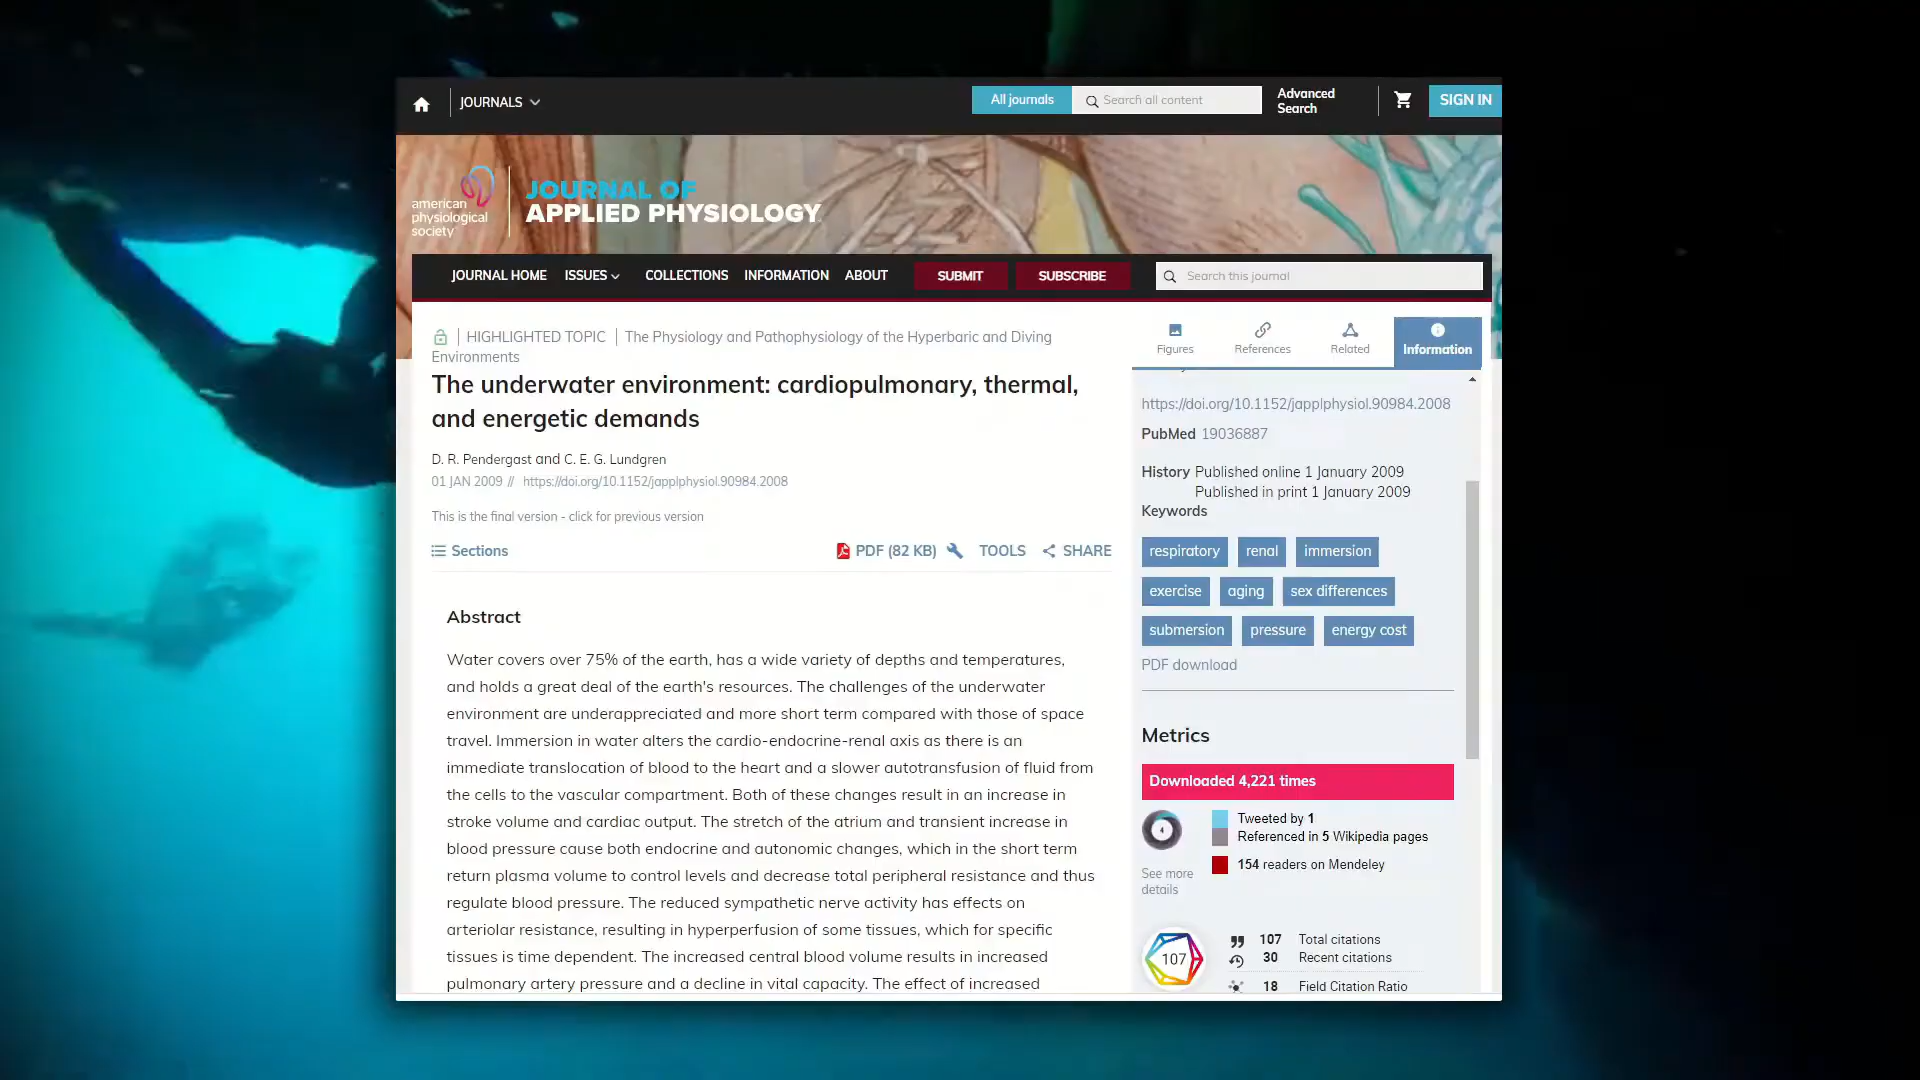 JOURNALS
All journals
Search all content
Advanced
Search
SIGN IN
american
physiological
society
JOURNAL OF
APPLIED PHYSIOLOGY
JOURNAL HOME ISSUES COLLECTIONS INFORMATION ABOUT SUBMIT SUBSCRIBE
Search this journal
HIGHLIGHTED TOPIC | The Physiology and Pathophysiology of the Hyperbaric and Diving
Environments
The underwater environment: cardiopulmonary, thermal,
and energetic demands
D. R. Pendergast and C. E. G. Lundgren
01 JAN 2009 // https://doi.org/10.1152/japplphysiol.90984.2008
This is the final version - click for previous version
Sections
PDF (82 KB) TOOLS SHARE
Abstract
Water covers over 75% of the earth, has a wide variety of depths and temperatures,
and holds a great deal of the earth's resources. The challenges of the underwater
environment are underappreciated and more short term compared with those of space
travel. Immersion in water alters the cardio-endocrine-renal axis as there is an
immediate translocation of blood to the heart and a slower autotransfusion of fluid from
the cells to the vascular compartment. Both of these changes result in an increase in
stroke volume and cardiac output. The stretch of the atrium and transient increase in
blood pressure cause both endocrine and autonomic changes, which in the short term
return plasma volume to control levels and decrease total peripheral resistance and thus
regulate blood pressure. The reduced sympathetic nerve activity has effects on
arteriolar resistance, resulting in hyperperfusion of some tissues, which for specific
tissues is time dependent. The increased central blood volume results in increased
pulmonary artery pressure and a decline in vital capacity. The effect of increased
Figures References Related Information
https://doi.org/10.1152/japplphysiol.90984.2008
PubMed 19036887
History Published online 1 January 2009
Published in print 1 January 2009
Keywords
respiratory renal immersion
exercise aging sex differences
submersion pressure energy cost
PDF download
Metrics
Downloaded 4,221 times
4
Tweeted by 1
Referenced in 5 Wikipedia pages
154 readers on Mendeley
See more
details
107
107 Total citations
30 Recent citations
18 Field Citation Ratio